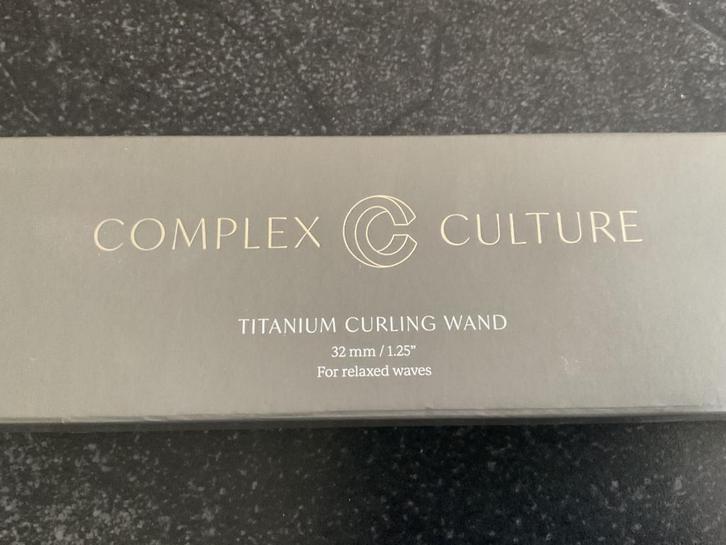 COMPLEX CULTURE
TITANIUM CURLING WAND
32 mm / 1.25”
For relaxed waves